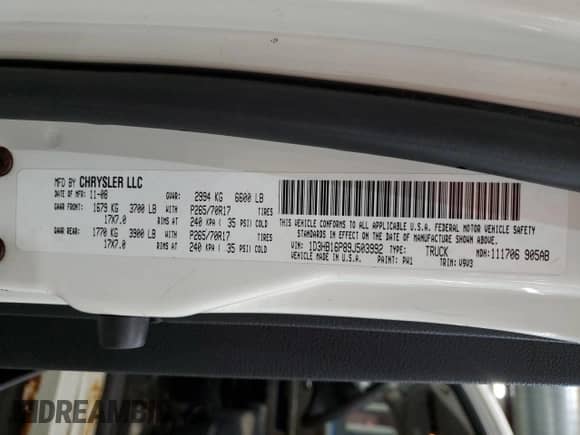 MFD BY CHRYSLER LLC
DATE OF MFR: 11-08 GVWR: 2994 KG 6600 LB
GAWR FRONT: 1679 KG 3700 LB P265/70R17 TIRES
17X7.0 RIMS AT 240 KPA ( 35 PSI) COLD
GAWR REAR: 1770 KG 3900 LB P265/70R17 TIRES
17X7.0 RIMS AT 240 KPA ( 35 PSI) COLD
THIS VEHICLE CONFORMS TO ALL APPLICABLE U.S.A. FEDERAL MOTOR VEHICLE SAFETY
STANDARDS IN EFFECT ON THE DATE OF MANUFACTURE SHOWN ABOVE.
VIN: 1D3HB16P89J503992 TYPE: TRUCK MDH: 111706 905AB
VEHICLE MADE IN U.S.A. PAINT: PW1 TRIM: V9V3